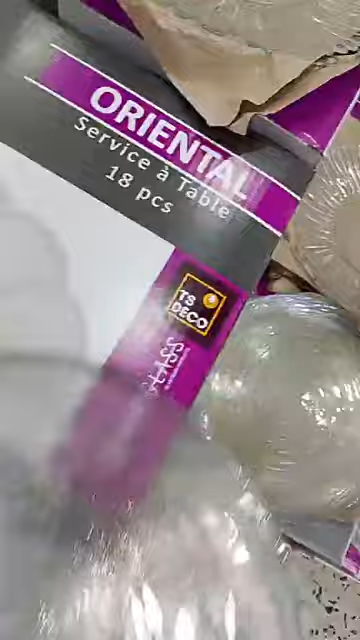 ORIENTAL
Service à Table
18 pcs
TS
DECO